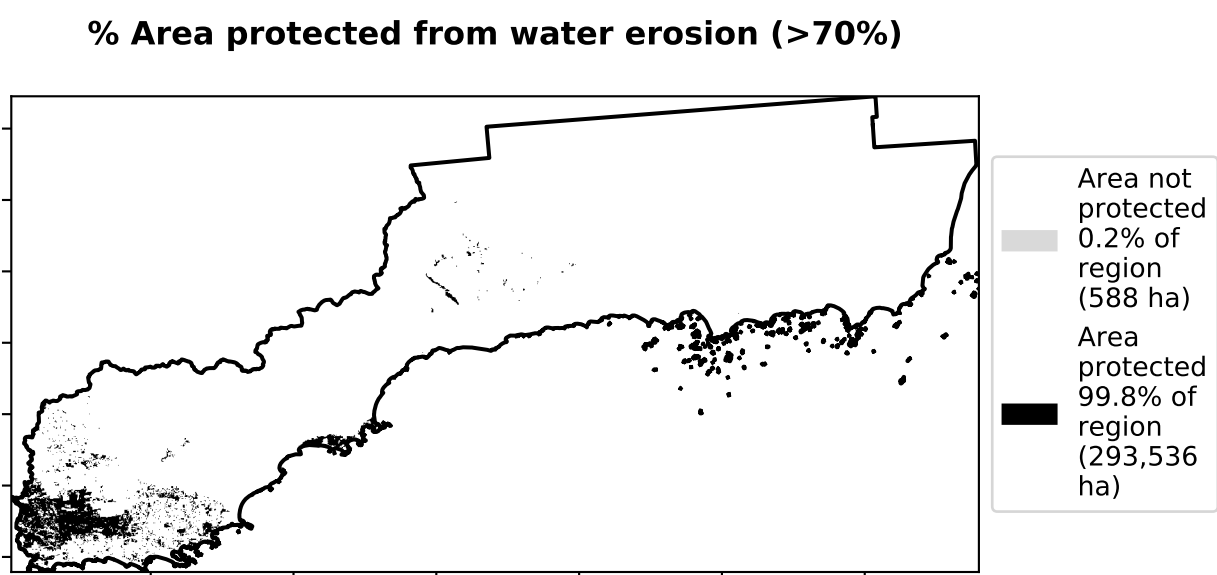 % Area protected from water erosion (>70%)
Area not
protected
0.2% of
region
(588 ha)
Area
protected
99.8% of
region
(293,536
ha)